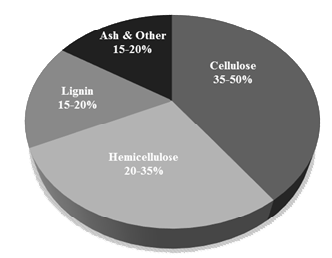 Ash & Other
15-20%
Cellulose
35-50%
Lignin
15-20%
Hemicellulose
20-35%